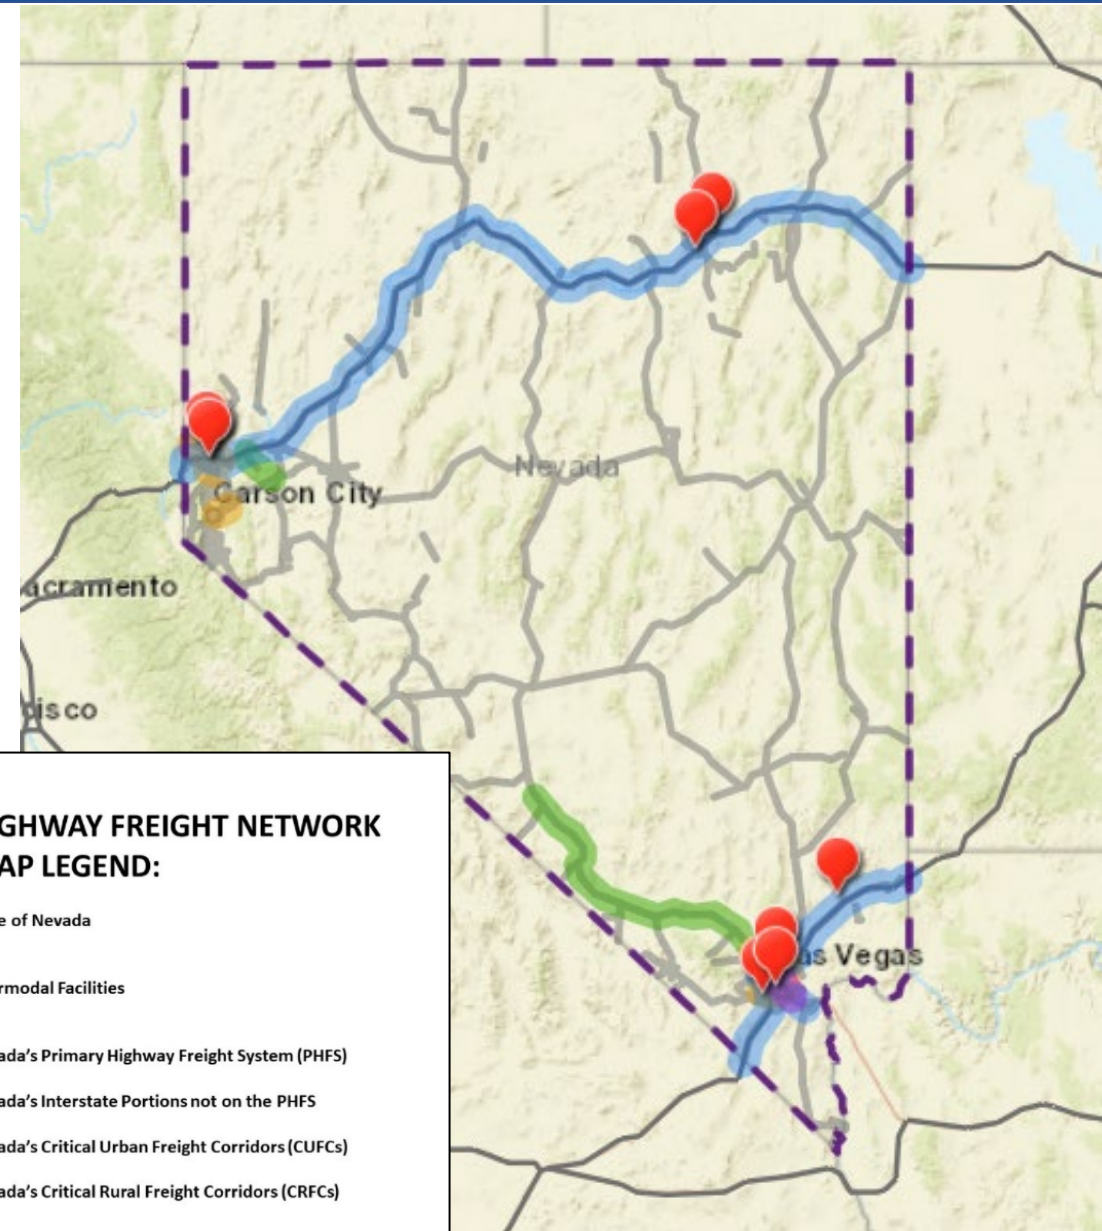 Nevada
Carson City
acramento
cisco
as Vegas
GHWAY FREIGHT NETWORK
AP LEGEND:
e of Nevada
rmodal Facilities
ada's Primary Highway Freight System (PHFS)
ada's Interstate Portions not on the PHFS
ada's Critical Urban Freight Corridors (CUFCs)
ada's Critical Rural Freight Corridors (CRFCs)